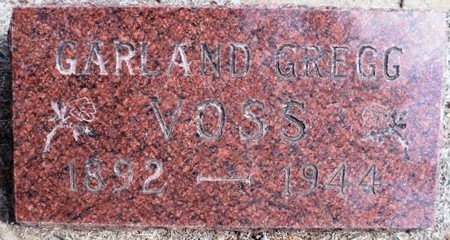 GARLAND GREGG
VOSS
1892 — 1944